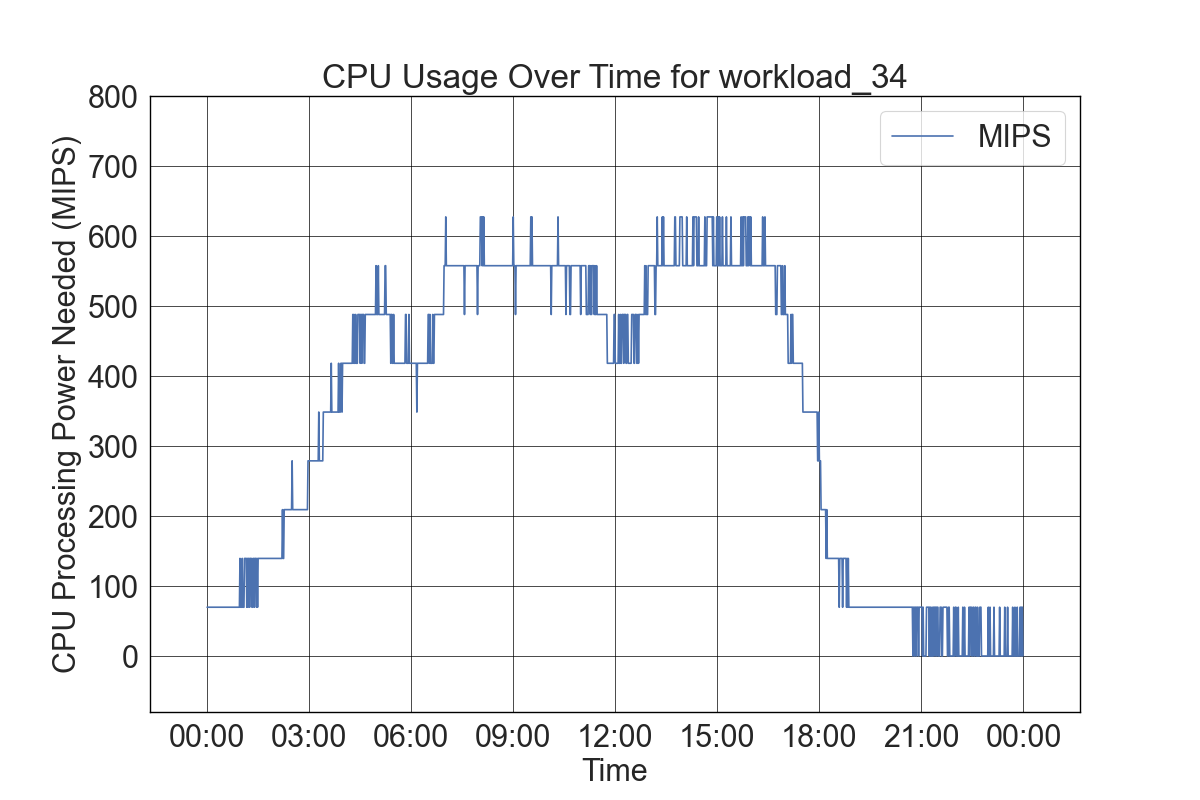 CPU Usage Over Time for workload_34
CPU Processing Power Needed (MIPS)
800
700
600
500
400
300
200
100
0
MIPS
00:00 03:00 06:00 09:00 12:00 15:00 18:00 21:00 00:00
Time